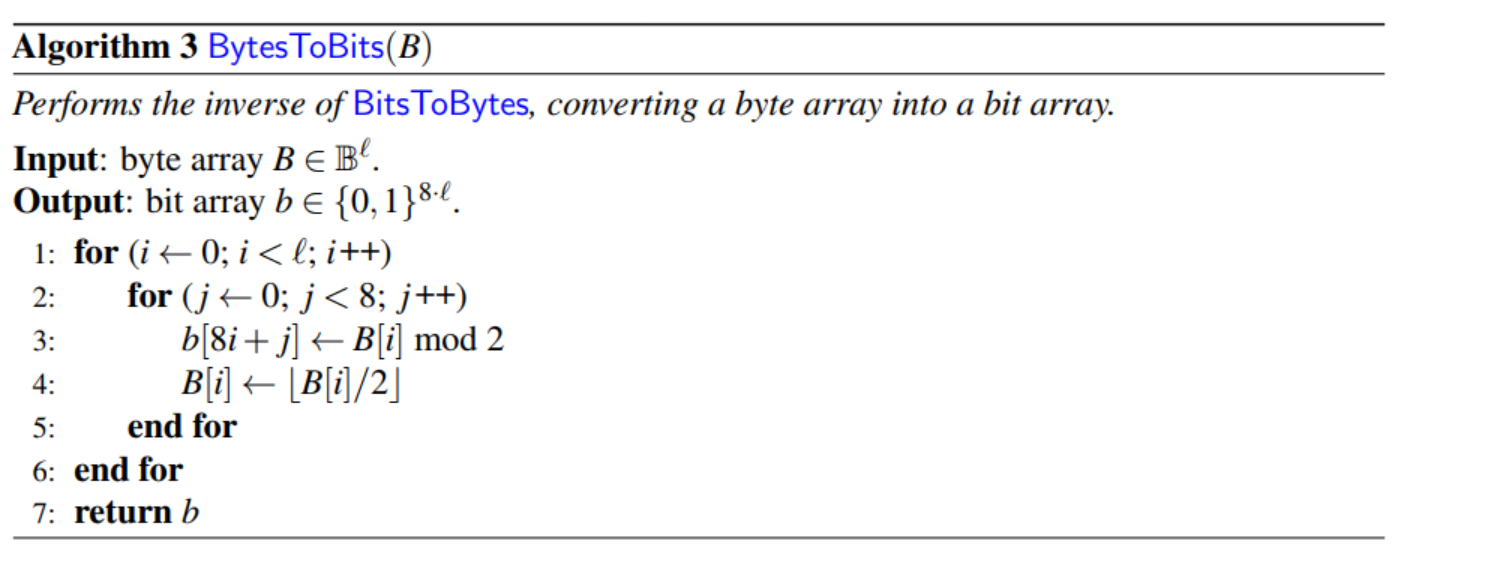 Algorithm 3 BytesToBits(B)
Performs the inverse of BitsToBytes, converting a byte array into a bit array.
Input: byte array B ∈ 𝔹^ℓ.
Output: bit array b ∈ {0,1}^{8·ℓ}.
1: for (i ← 0; i < ℓ; i++)
2: for (j ← 0; j < 8; j++)
3: b[8i + j] ← B[i] mod 2
4: B[i] ← ⌊B[i]/2⌋
5: end for
6: end for
7: return b